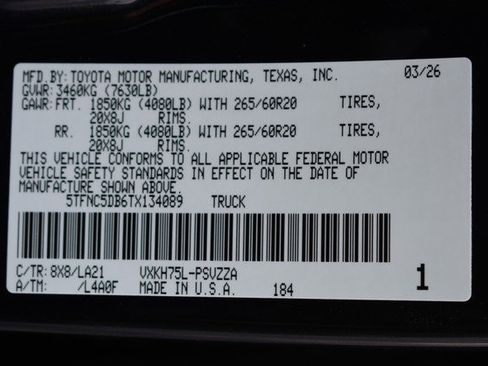 MFD.BY:TOYOTA MOTOR MANUFACTURING, TEXAS, INC. 03/26
GVWR: 3460KG (7630LB)
GAWR:FRT. 1850KG (4080LB) WITH 265/60R20 TIRES,
20X8J RIMS.
RR. 1850KG (4080LB) WITH 265/60R20 TIRES,
20X8J RIMS.
THIS VEHICLE CONFORMS TO ALL APPLICABLE FEDERAL MOTOR
VEHICLE SAFETY STANDARDS IN EFFECT ON THE DATE OF
MANUFACTURE SHOWN ABOVE.
5TFNC5DB6TX134089 TRUCK
C/TR: 8X8/LA21 VXKH75L-PSVZZA
A/TM: /L4A0F MADE IN U.S.A. 184 1